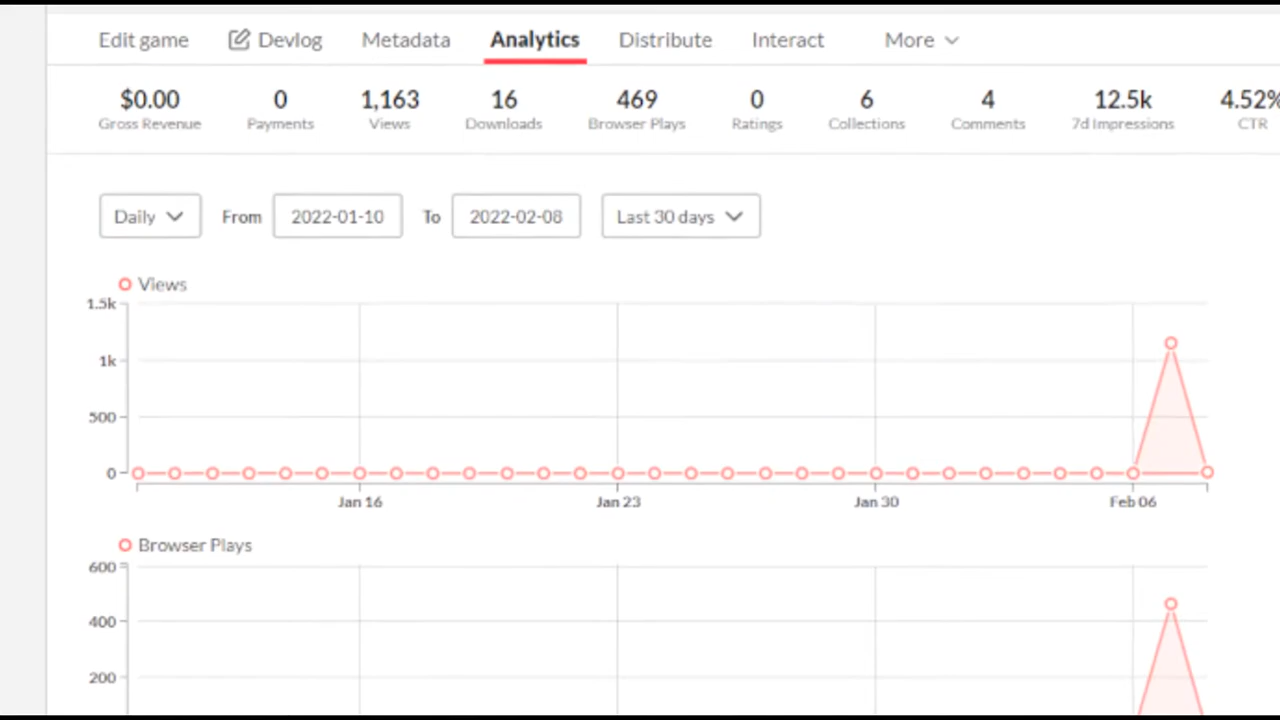 Edit game Devlog Metadata Analytics Distribute Interact More
$0.00 0 1,163 16 469 0 6 4 12.5k 4.52%
Gross Revenue Payments Views Downloads Browser Plays Ratings Collections Comments 7d Impressions CTR
Daily From 2022-01-10 To 2022-02-08 Last 30 days
Views
1.5k
1k
500
0
Jan 16 Jan 23 Jan 30 Feb 06
Browser Plays
600
400
200